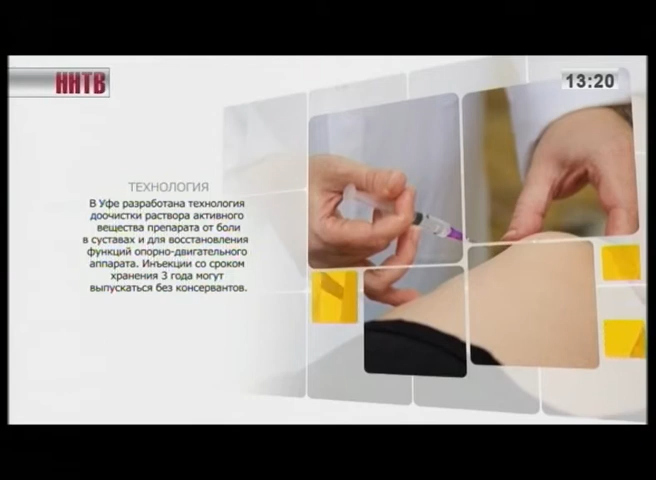 ННТВ
13:20
ТЕХНОЛОГИЯ
В Уфе разработана технология
доочистки раствора активного
вещества препарата от боли
в суставах и для восстановления
функций опорно-двигательного
аппарата. Инъекции со сроком
хранения 3 года могут
выпускаться без консервантов.